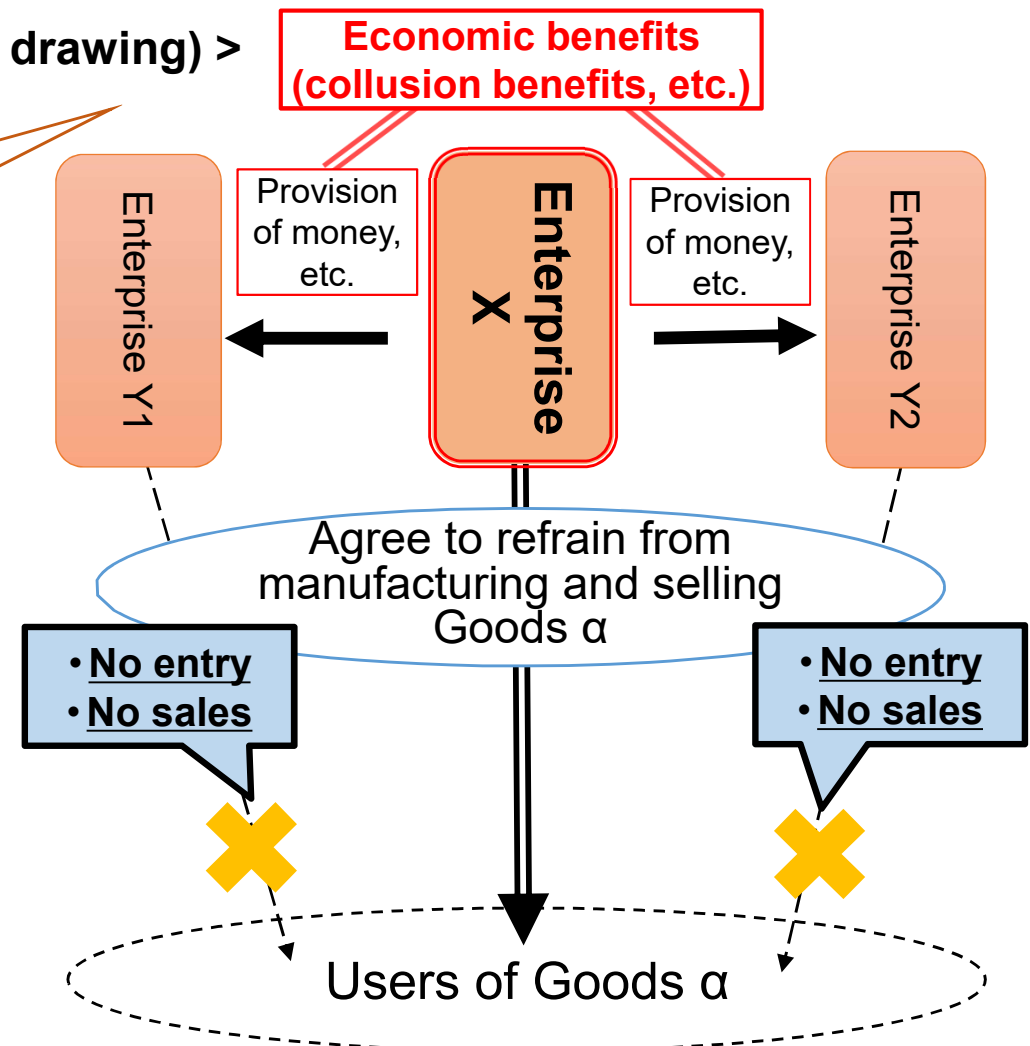 drawing) >
Economic benefits
(collusion benefits, etc.)
Enterprise Y1
Provision
of money,
etc.
Enterprise
X
Provision
of money,
etc.
Enterprise Y2
Agree to refrain from
manufacturing and selling
Goods α
・No entry
・No sales
・No entry
・No sales
Users of Goods α